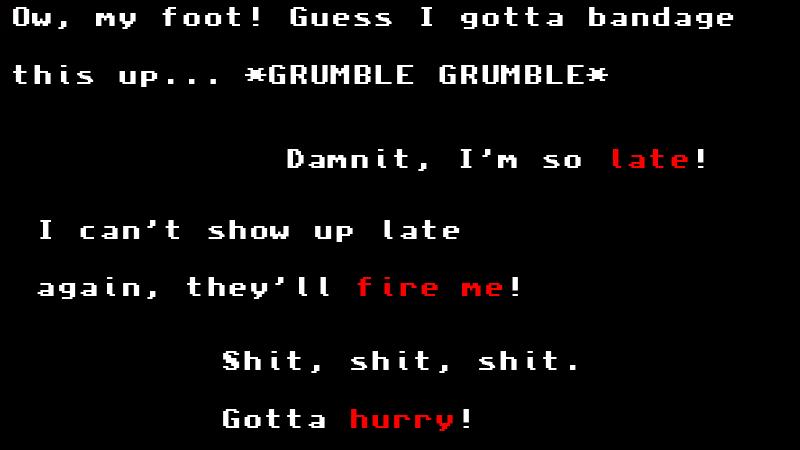 Ow, my foot! Guess I gotta bandage
this up... *GRUMBLE GRUMBLE*
Damnit, I'm so late!
I can't show up late
again, they'll fire me!
Shit, shit, shit.
Gotta hurry!